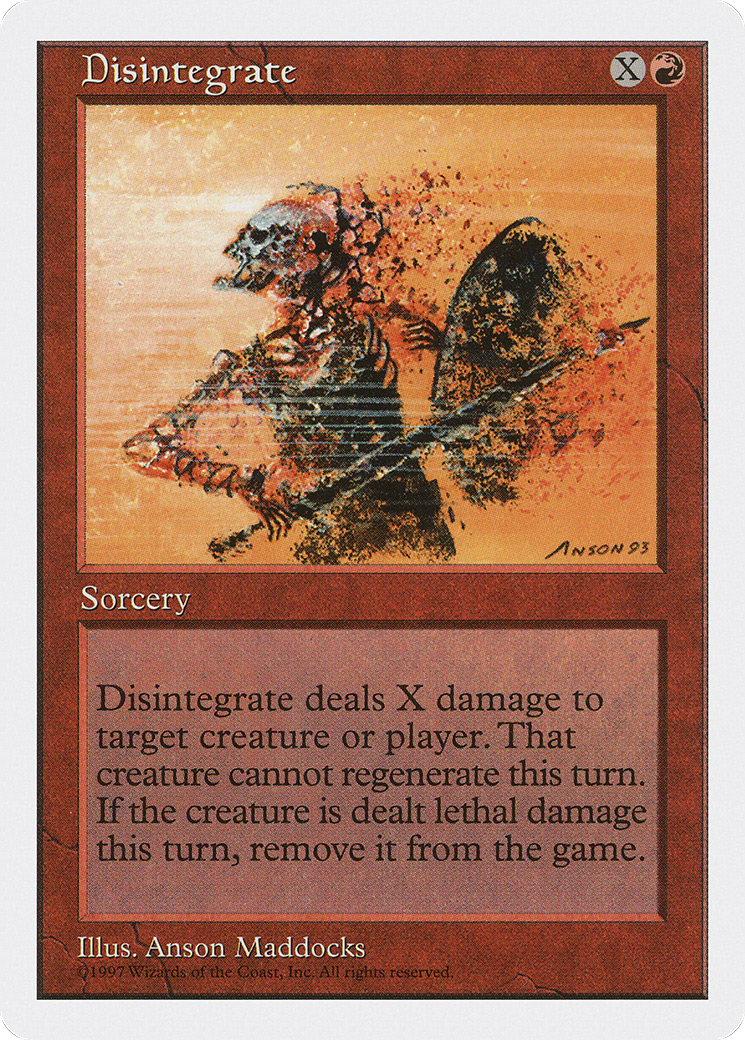 Disintegrate X
ANSON 93
Sorcery
Disintegrate deals X damage to
target creature or player. That
creature cannot regenerate this turn.
If the creature is dealt lethal damage
this turn, remove it from the game.
Illus. Anson Maddocks
©1997 Wizards of the Coast, Inc. All rights reserved.